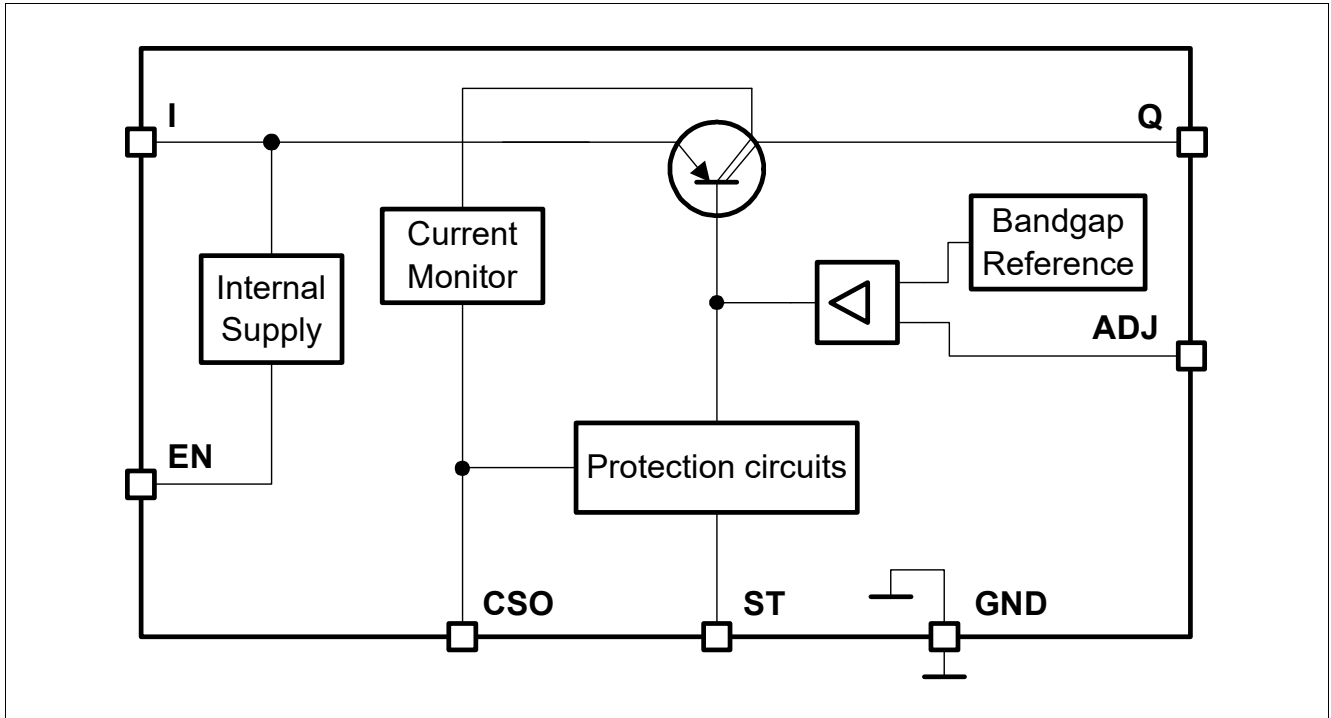 I
Q
Current
Monitor
Bandgap
Reference
Internal
Supply
ADJ
EN
Protection circuits
CSO
ST
GND